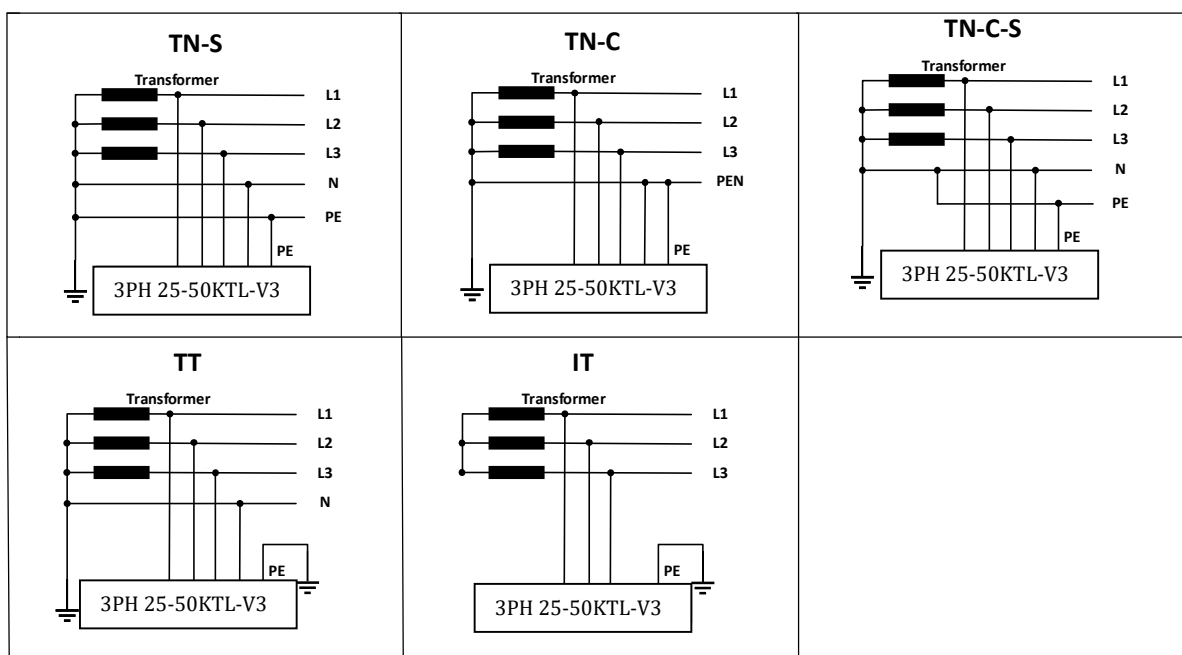 TN-S
Transformer
L1
L2
L3
N
PE
PE
3PH 25-50KTL-V3
TN-C
Transformer
L1
L2
L3
PEN
PE
3PH 25-50KTL-V3
TN-C-S
Transformer
L1
L2
L3
N
PE
PE
3PH 25-50KTL-V3
TT
Transformer
L1
L2
L3
N
PE
3PH 25-50KTL-V3
IT
Transformer
L1
L2
L3
PE
3PH 25-50KTL-V3